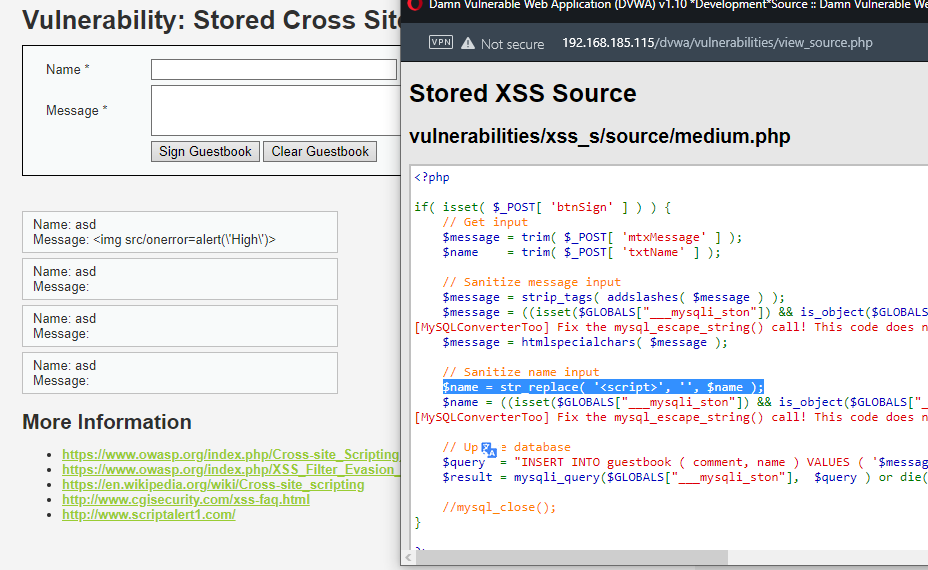 Vulnerability: Stored Cross Site
Name *
Message *
Sign Guestbook Clear Guestbook
Name: asd
Message: <img src/onerror=alert(\'High\')>
Name: asd
Message:
Name: asd
Message:
Name: asd
Message:
More Information
https://www.owasp.org/index.php/Cross-site_Scripting_
https://www.owasp.org/index.php/XSS_Filter_Evasion_
https://en.wikipedia.org/wiki/Cross-site_scripting
http://www.cgisecurity.com/xss-faq.html
http://www.scriptalert1.com/
Damn Vulnerable Web Application (DVWA) v1.10 *Development*Source :: Damn Vulnerable We
VPN Not secure 192.168.185.115/dvwa/vulnerabilities/view_source.php
Stored XSS Source
vulnerabilities/xss_s/source/medium.php
<?php
if( isset( $_POST[ 'btnSign' ] ) ) {
// Get input
$message = trim( $_POST[ 'mtxMessage' ] );
$name    = trim( $_POST[ 'txtName' ] );
// Sanitize message input
$message = strip_tags( addslashes( $message ) );
$message = ((isset($GLOBALS["___mysqli_ston"]) && is_object($GLOBALS
[MySQLConverterToo] Fix the mysql_escape_string() call! This code does n
$message = htmlspecialchars( $message );
// Sanitize name input
$name = str_replace( '<script>', '', $name );
$name = ((isset($GLOBALS["___mysqli_ston"]) && is_object($GLOBALS["_
[MySQLConverterToo] Fix the mysql_escape_string() call! This code does n
// Up e database
$query  = "INSERT INTO guestbook ( comment, name ) VALUES ( '$messag
$result = mysqli_query($GLOBALS["___mysqli_ston"],  $query ) or die(
//mysql_close();
}